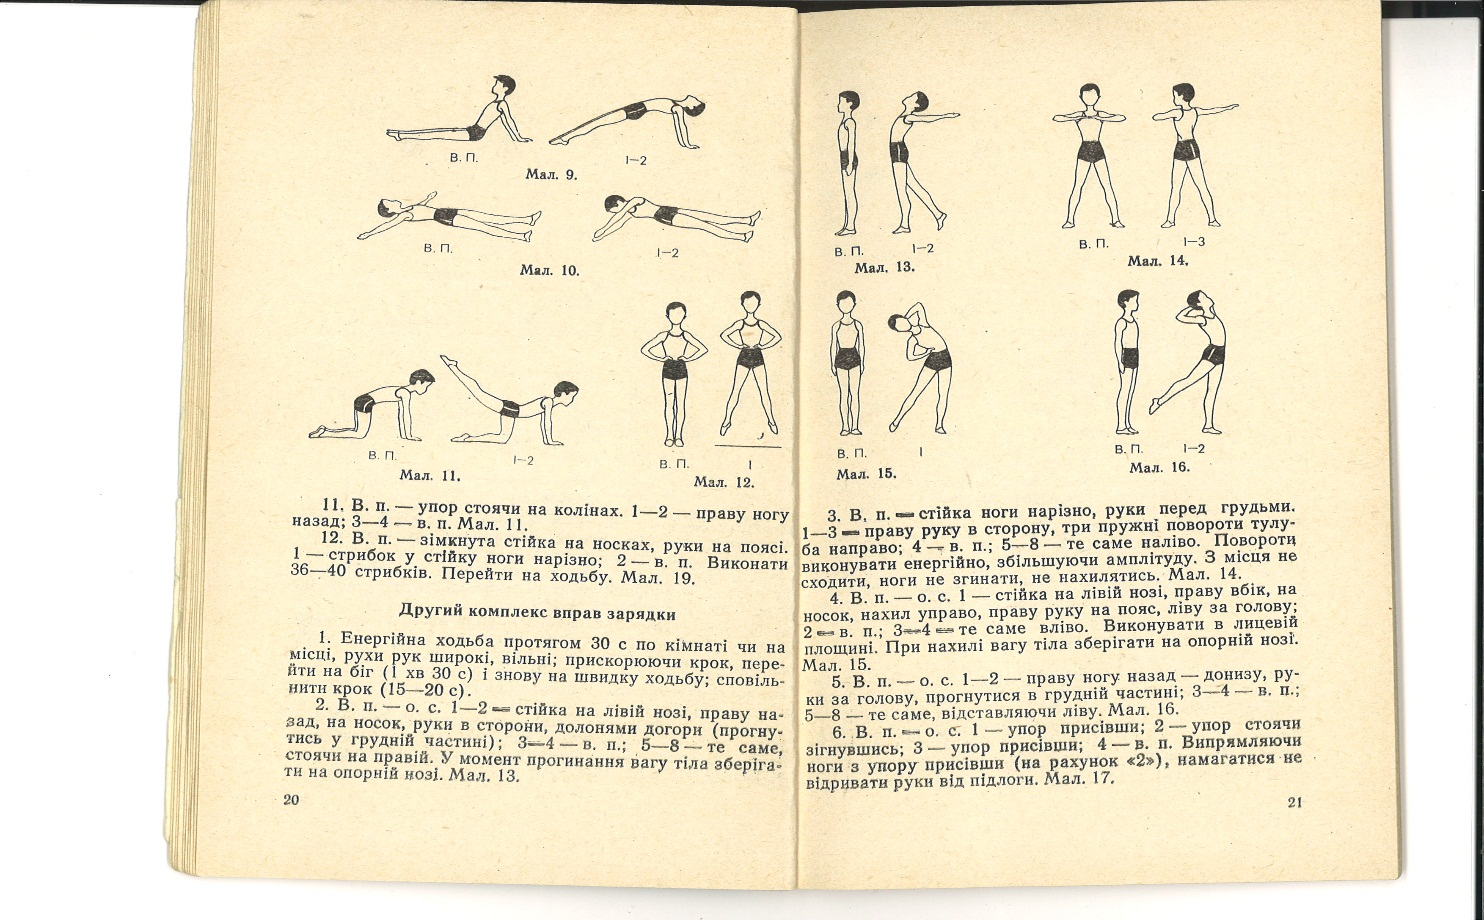 В. П.
1—2
Мал. 9.
В. П.
1—2
Мал. 10.
В. П.
1—2
Мал. 11.
В. П.
1
Мал. 12.
11. В. п. — упор стоячи на колінах. 1—2 — праву ногу
назад; 3—4 — в. п. Мал. 11.
12. В. п. — зімкнута стійка на носках, руки на поясі.
1 — стрибок у стійку ноги нарізно; 2 — в. п. Виконати
36—40 стрибків. Перейти на ходьбу. Мал. 19.
Другий комплекс вправ зарядки
1. Енергійна ходьба протягом 30 с по кімнаті чи на
місці, рухи рук широкі, вільні; прискорюючи крок, пере-
йти на біг (1 хв 30 с) і знову на швидку ходьбу; сповіль-
нити крок (15—20 с).
2. В. п. — о. с. 1—2 — стійка на лівій нозі, праву на-
зад, на носок, руки в сторони, долонями догори (прогну-
тись у грудній частині); 3—4 — в. п.; 5—8 — те саме,
стоячи на правій. У момент прогинання вагу тіла зберіга-
ти на опорній нозі. Мал. 13.
20
В. П.
1—2
Мал. 13.
В. П.
1—3
Мал. 14.
В. П.
1
Мал. 15.
В. П.
1—2
Мал. 16.
3. В. п. — стійка ноги нарізно, руки перед грудьми.
1—3 — праву руку в сторону, три пружні повороти тулу-
ба направо; 4 — в. п.; 5—8 — те саме наліво. Повороти
виконувати енергійно, збільшуючи амплітуду. З місця не
сходити, ноги не згинати, не нахилятись. Мал. 14.
4. В. п. — о. с. 1 — стійка на лівій нозі, праву вбік, на
носок, нахил управо, праву руку на пояс, ліву за голову;
2 — в. п.; 3—4 — те саме вліво. Виконувати в лицевій
площині. При нахилі вагу тіла зберігати на опорній нозі.
Мал. 15.
5. В. п. — о. с. 1—2 — праву ногу назад — донизу, ру-
ки за голову, прогнутися в грудній частині; 3—4 — в. п.;
5—8 — те саме, відставляючи ліву. Мал. 16.
6. В. п. — о. с. 1 — упор присівши; 2 — упор стоячи
зігнувшись; 3 — упор присівши; 4 — в. п. Випрямляючи
ноги з упору присівши (на рахунок «2»), намагатися не
відривати руки від підлоги. Мал. 17.
21